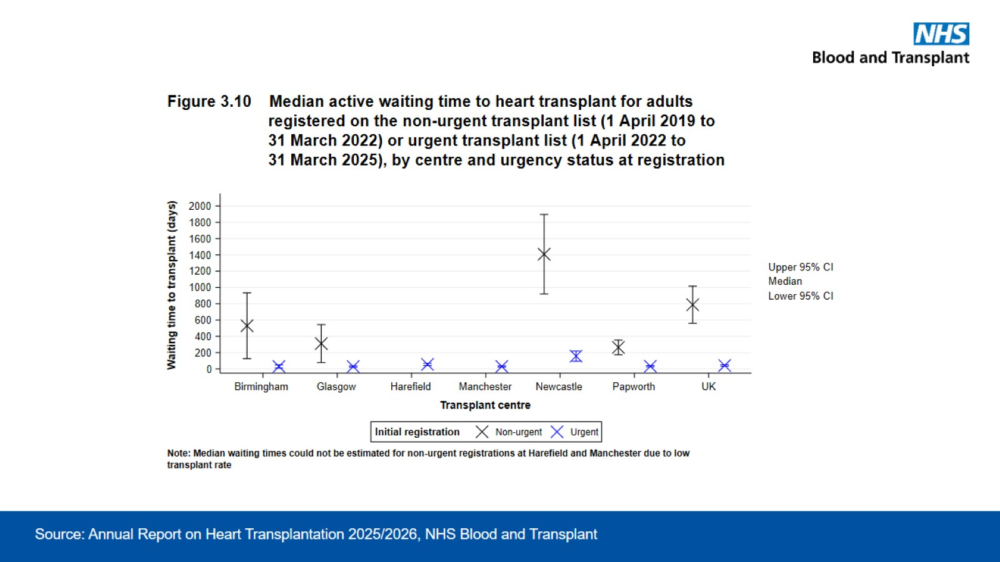 NHS
Blood and Transplant
Figure 3.10 Median active waiting time to heart transplant for adults
registered on the non-urgent transplant list (1 April 2019 to
31 March 2022) or urgent transplant list (1 April 2022 to
31 March 2025), by centre and urgency status at registration
Waiting time to transplant (days)
2000
1800
1600
1400
1200
1000
800
600
400
200
0
Upper 95% CI
Median
Lower 95% CI
Birmingham Glasgow Harefield Manchester Newcastle Papworth UK
Transplant centre
Initial registration Non-urgent Urgent
Note: Median waiting times could not be estimated for non-urgent registrations at Harefield and Manchester due to low
transplant rate
Source: Annual Report on Heart Transplantation 2025/2026, NHS Blood and Transplant